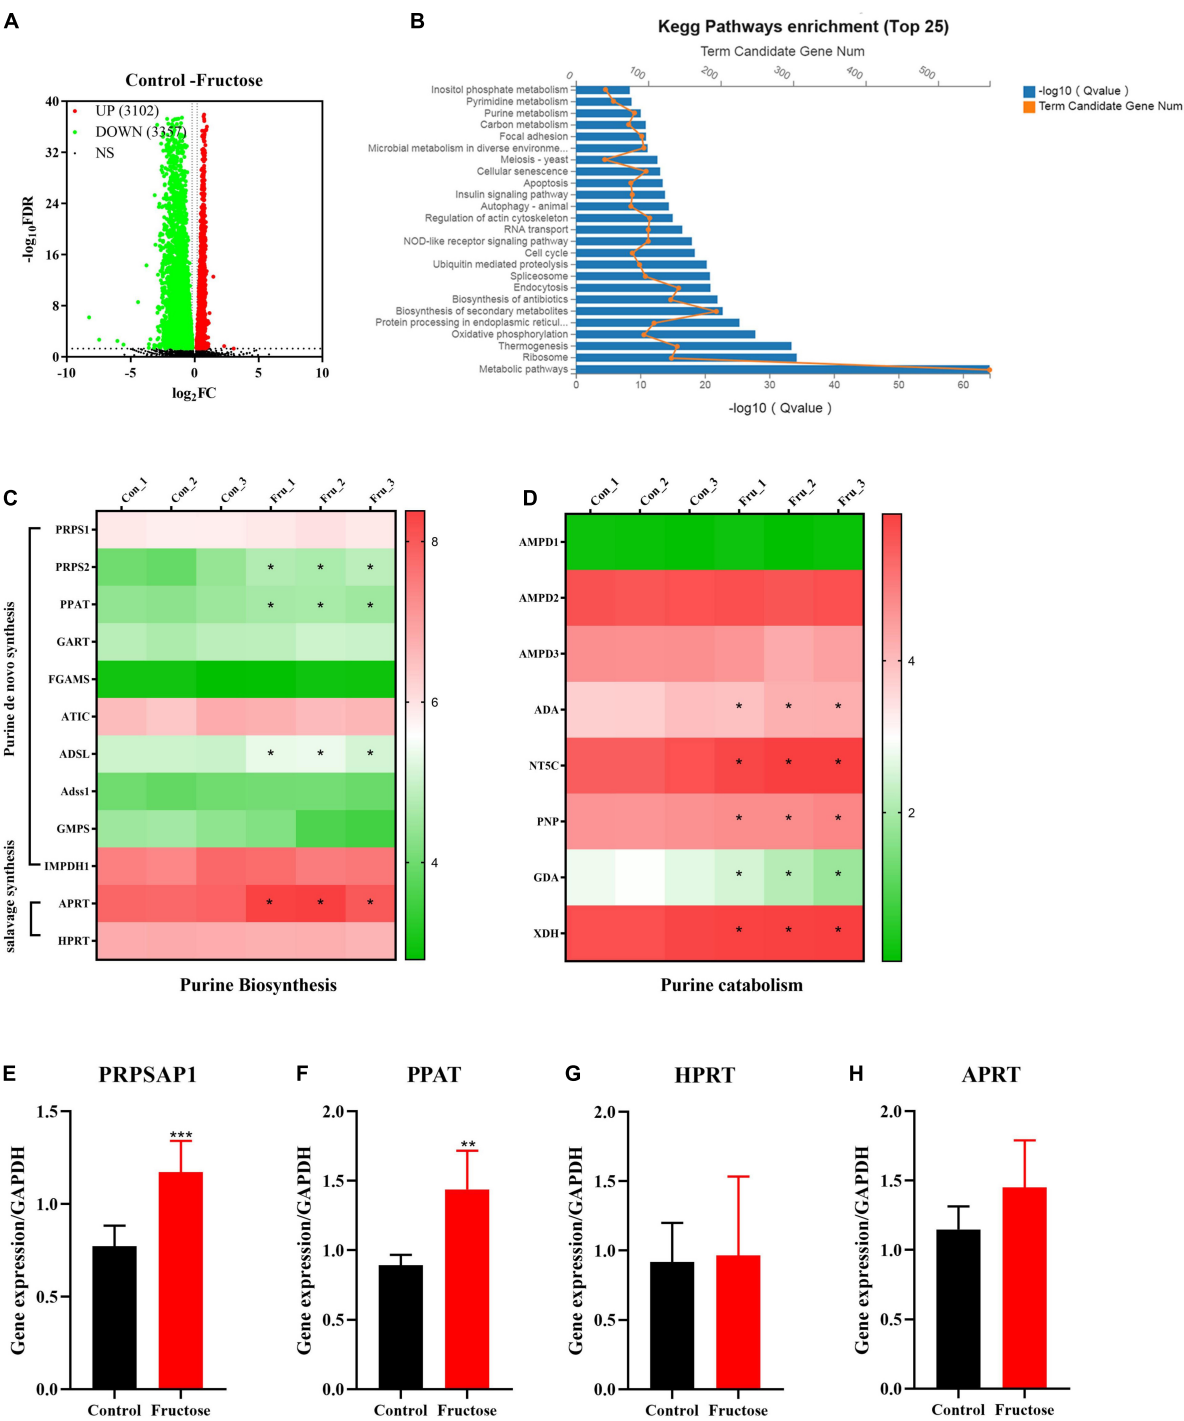 A
Control -Fructose
UP (3102)
DOWN (3357)
NS
40
32
24
16
8
0
-log10FDR
-10
-5
0
5
10
log2FC
B
Kegg Pathways enrichment (Top 25)
Term Candidate Gene Num
0
100
200
300
400
500
Inositol phosphate metabolism
Pyrimidine metabolism
Purine metabolism
Carbon metabolism
Focal adhesion
Microbial metabolism in diverse environme...
Meiosis - yeast
Cellular senescence
Apoptosis
Insulin signaling pathway
Autophagy - animal
Regulation of actin cytoskeleton
RNA transport
NOD-like receptor signaling pathway
Cell cycle
Ubiquitin mediated proteolysis
Spliceosome
Endocytosis
Biosynthesis of antibiotics
Biosynthesis of secondary metabolites
Protein processing in endoplasmic reticul...
Oxidative phosphorylation
Thermogenesis
Ribosome
Metabolic pathways
0
10
20
30
40
50
60
-log10 ( Qvalue )
-log10 ( Qvalue )
Term Candidate Gene Num
C
Con_1
Con_2
Con_3
Fru_1
Fru_2
Fru_3
Purine de novo synthesis
salavage synthesis
PRPS1
PRPS2 * * *
PPAT * * *
GART
FGAMS
ATIC
ADSL * * *
Adss1
GMPS
IMPDH1
APRT * * *
HPRT
8
6
4
Purine Biosynthesis
D
Con_1
Con_2
Con_3
Fru_1
Fru_2
Fru_3
AMPD1
AMPD2
AMPD3
ADA * * *
NT5C * * *
PNP * * *
GDA * * *
XDH * * *
4
2
Purine catabolism
E
PRPSAP1
Gene expression/GAPDH
1.5
1.0
0.5
0.0
***
Control Fructose
F
PPAT
Gene expression/GAPDH
2.0
1.5
1.0
0.5
0.0
**
Control Fructose
G
HPRT
Gene expression/GAPDH
2.0
1.5
1.0
0.5
0.0
Control Fructose
H
APRT
Gene expression/GAPDH
2.0
1.5
1.0
0.5
0.0
Control Fructose